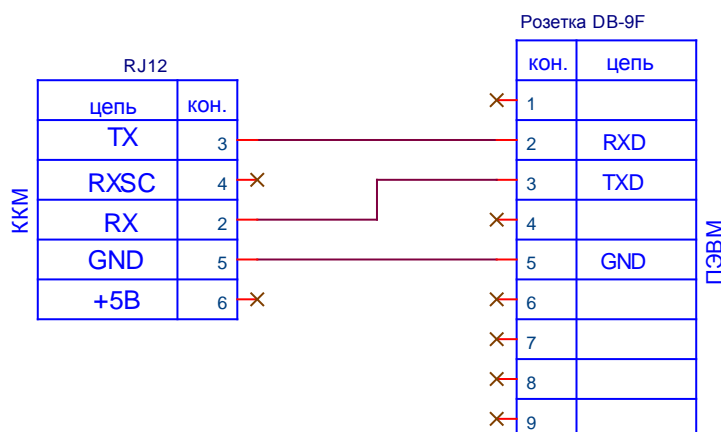 Розетка DB-9F
RJ12
кон. цепь
цепь кон.
1
TX 3
2 RXD
RXSC 4
3 TXD
RX 2
4
GND 5
5 GND
+5В 6
6
7
8
9
ККМ
ПЭВМ